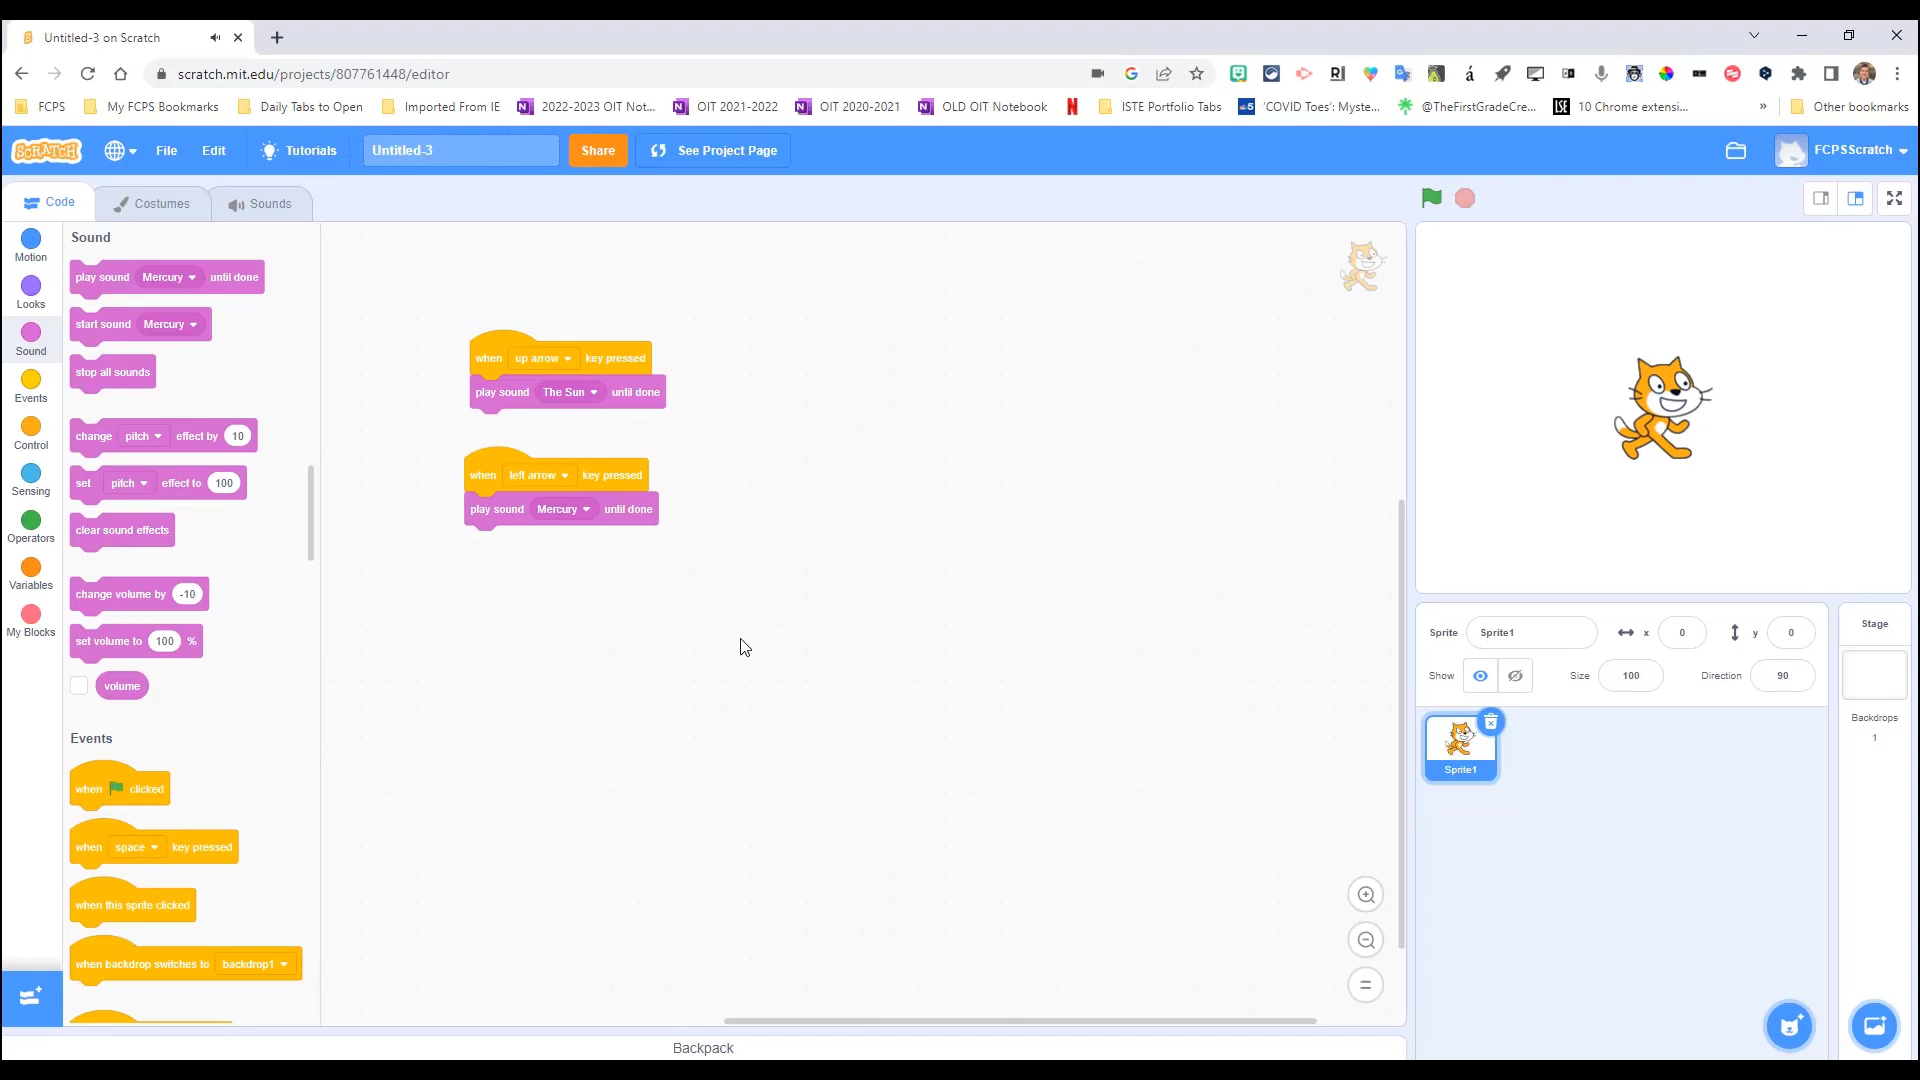 Untitled-3 on Scratch
scratch.mit.edu/projects/807761448/editor
FCPS
My FCPS Bookmarks
Daily Tabs to Open
Imported From IE
2022-2023 OIT Not...
OIT 2021-2022
OIT 2020-2021
OLD OIT Notebook
ISTE Portfolio Tabs
'COVID Toes': Myste...
@TheFirstGradeCre...
10 Chrome extensi...
»
Other bookmarks
SCRATCH
File
Edit
Tutorials
Untitled-3
Share
See Project Page
FCPSScratch
Code
Costumes
Sounds
Motion
Looks
Sound
Events
Control
Sensing
Operators
Variables
My Blocks
Sound
play sound Mercury until done
start sound Mercury
stop all sounds
change pitch effect by 10
set pitch effect to 100
clear sound effects
change volume by -10
set volume to 100 %
volume
Events
when clicked
when space key pressed
when this sprite clicked
when backdrop switches to backdrop1
when up arrow key pressed
play sound The Sun until done
when left arrow key pressed
play sound Mercury until done
Backpack
Sprite Sprite1 x 0 y 0
Show Size 100 Direction 90
Sprite1
Stage
Backdrops
1